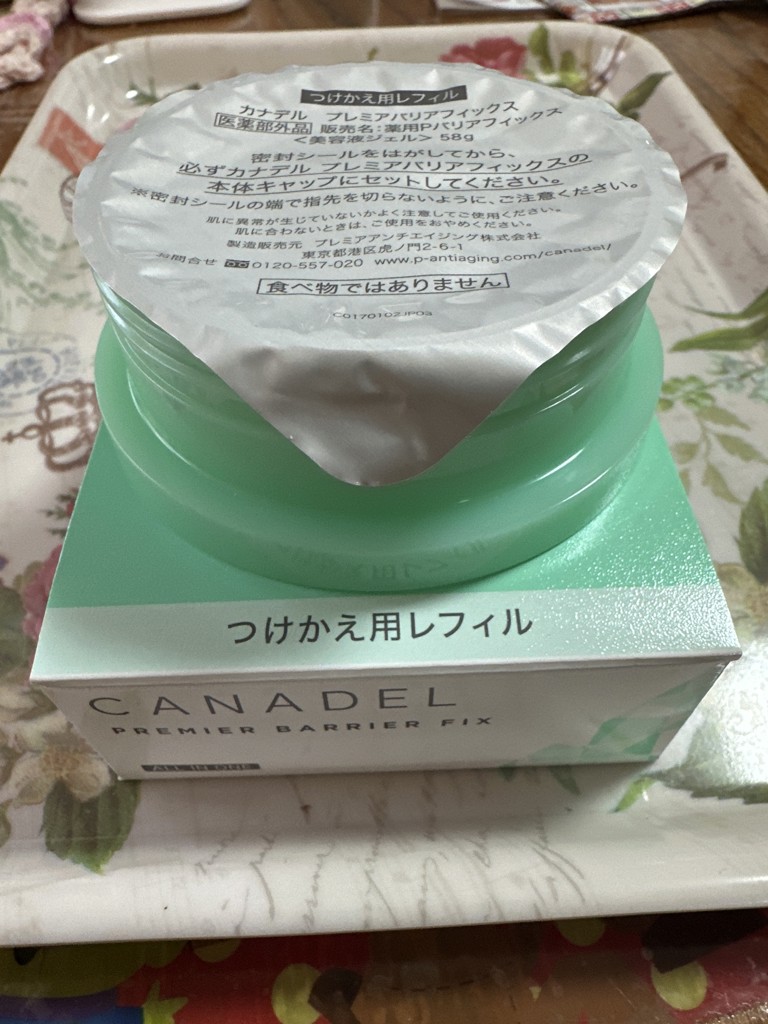 つけかえ用レフィル
カナデル プレミアバリアフィックス
医薬部外品 販売名：薬用Pバリアフィックス
＜美容液ジェル＞ 58g
密封シールをはがしてから、
必ずカナデル プレミアバリアフィックスの
本体キャップにセットしてください。
※密封シールの端で指先を切らないように、ご注意ください。
肌に異常が生じていないかよく注意してご使用ください。
肌に合わないときは、ご使用をおやめください。
製造販売元 プレミアアンチエイジング株式会社
東京都港区虎ノ門2-6-1
お問合せ 0120-557-020 www.p-antiaging.com/canadel/
食べ物ではありません
C0170102JP03
つけかえ用レフィル
CANADEL
PREMIER BARRIER FIX
ALL IN ONE